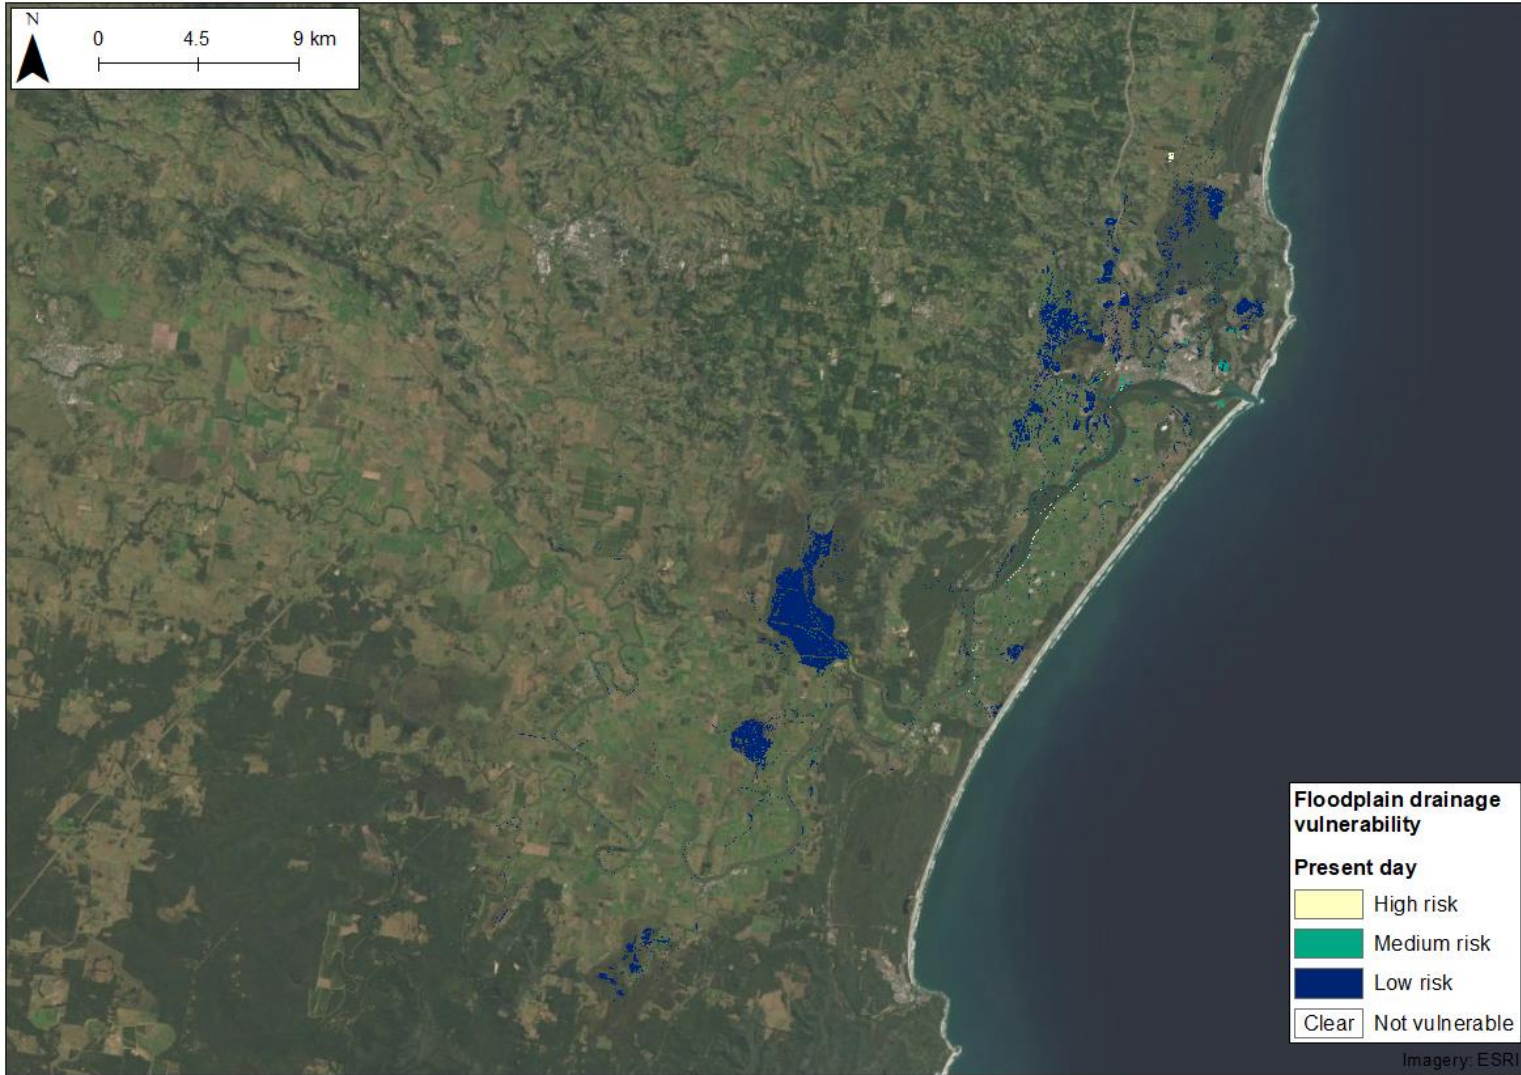 N
0 4.5 9 km
Floodplain drainage
vulnerability
Present day
High risk
Medium risk
Low risk
Clear Not vulnerable
Imagery: ESRI